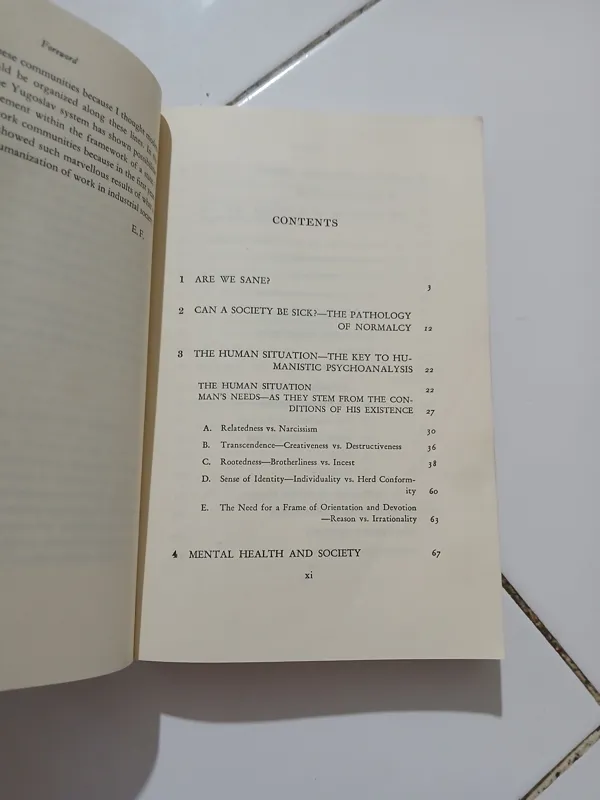 Foreword
these communities because I thought
be organized along these lines.
Yugoslav system has shown possibilities
within the framework of a
work communities because in the first
showed such marvellous results of what
humanization of work in industrial
E.F.
CONTENTS
1 ARE WE SANE? 3
2 CAN A SOCIETY BE SICK?—THE PATHOLOGY
OF NORMALCY 12
3 THE HUMAN SITUATION—THE KEY TO HU-
MANISTIC PSYCHOANALYSIS 22
THE HUMAN SITUATION 22
MAN'S NEEDS—AS THEY STEM FROM THE CON-
DITIONS OF HIS EXISTENCE 27
A. Relatedness vs. Narcissism 30
B. Transcendence—Creativeness vs. Destructiveness 36
C. Rootedness—Brotherliness vs. Incest 38
D. Sense of Identity—Individuality vs. Herd Conform-
ity 60
E. The Need for a Frame of Orientation and Devotion
—Reason vs. Irrationality 63
4 MENTAL HEALTH AND SOCIETY 67
xi